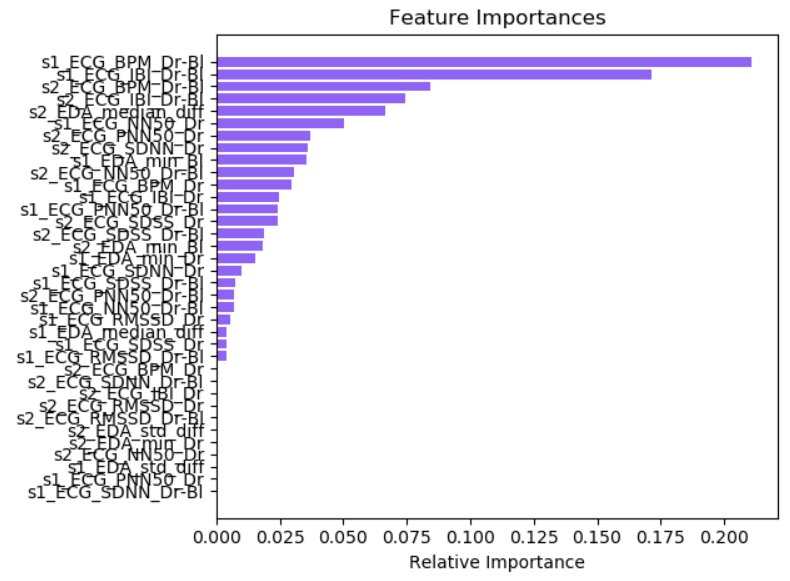 Feature Importances
s1_ECG_BPM_Dr-Bl
s1_ECG_IBI_Dr-Bl
s2_ECG_BPM_Dr-Bl
s2_ECG_IBI_Dr-Bl
s2_EDA_median_diff
s1_ECG_NN50_Dr
s2_ECG_PNN50_Dr
s2_ECG_SDNN_Dr
s1_EDA_min_Bl
s2_ECG_NN50_Dr-Bl
s1_ECG_BPM_Dr
s1_ECG_IBI_Dr
s1_ECG_PNN50_Dr-Bl
s2_ECG_SDSS_Dr
s2_ECG_SDSS_Dr-Bl
s2_EDA_min_Bl
s1_EDA_min_Dr
s1_ECG_SDNN_Dr
s1_ECG_SDSS_Dr-Bl
s2_ECG_PNN50_Dr-Bl
s1_ECG_NN50_Dr-Bl
s1_ECG_RMSSD_Dr
s1_EDA_median_diff
s1_ECG_SDSS_Dr
s1_ECG_RMSSD_Dr-Bl
s2_ECG_BPM_Dr
s2_ECG_SDNN_Dr-Bl
s2_ECG_IBI_Dr
s2_ECG_RMSSD_Dr
s2_ECG_RMSSD_Dr-Bl
s2_EDA_std_diff
s2_EDA_min_Dr
s2_ECG_NN50_Dr
s1_EDA_std_diff
s1_ECG_PNN50_Dr
s1_ECG_SDNN_Dr-Bl
0.000 0.025 0.050 0.075 0.100 0.125 0.150 0.175 0.200
Relative Importance